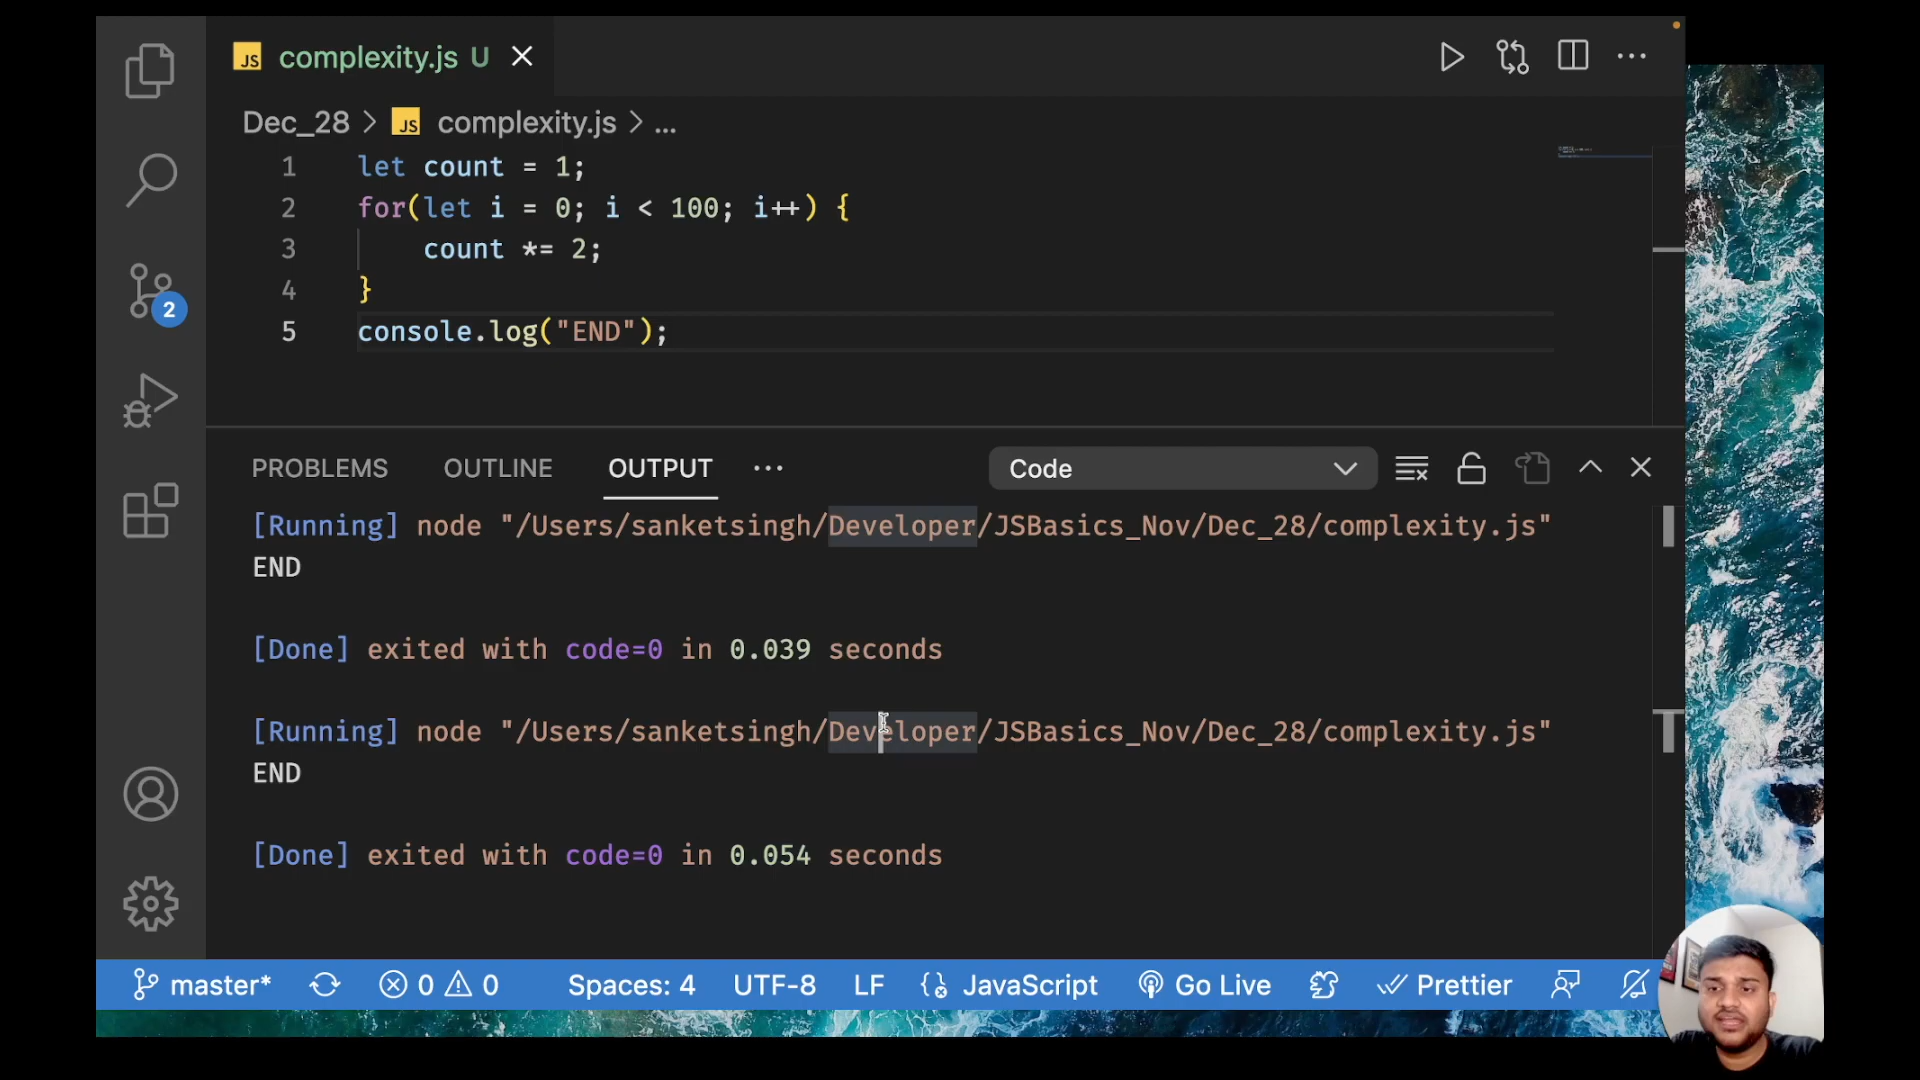 JS complexity.js U
Dec_28 > JS complexity.js > ...
1 let count = 1;
2 for(let i = 0; i < 100; i++) {
3 count *= 2;
4 }
5 console.log("END");
2
PROBLEMS OUTLINE OUTPUT ... Code
[Running] node "/Users/sanketsingh/Developer/JSBasics_Nov/Dec_28/complexity.js"
END
[Done] exited with code=0 in 0.039 seconds
[Running] node "/Users/sanketsingh/Developer/JSBasics_Nov/Dec_28/complexity.js"
END
[Done] exited with code=0 in 0.054 seconds
master* 0 0 Spaces: 4 UTF-8 LF JavaScript Go Live Prettier